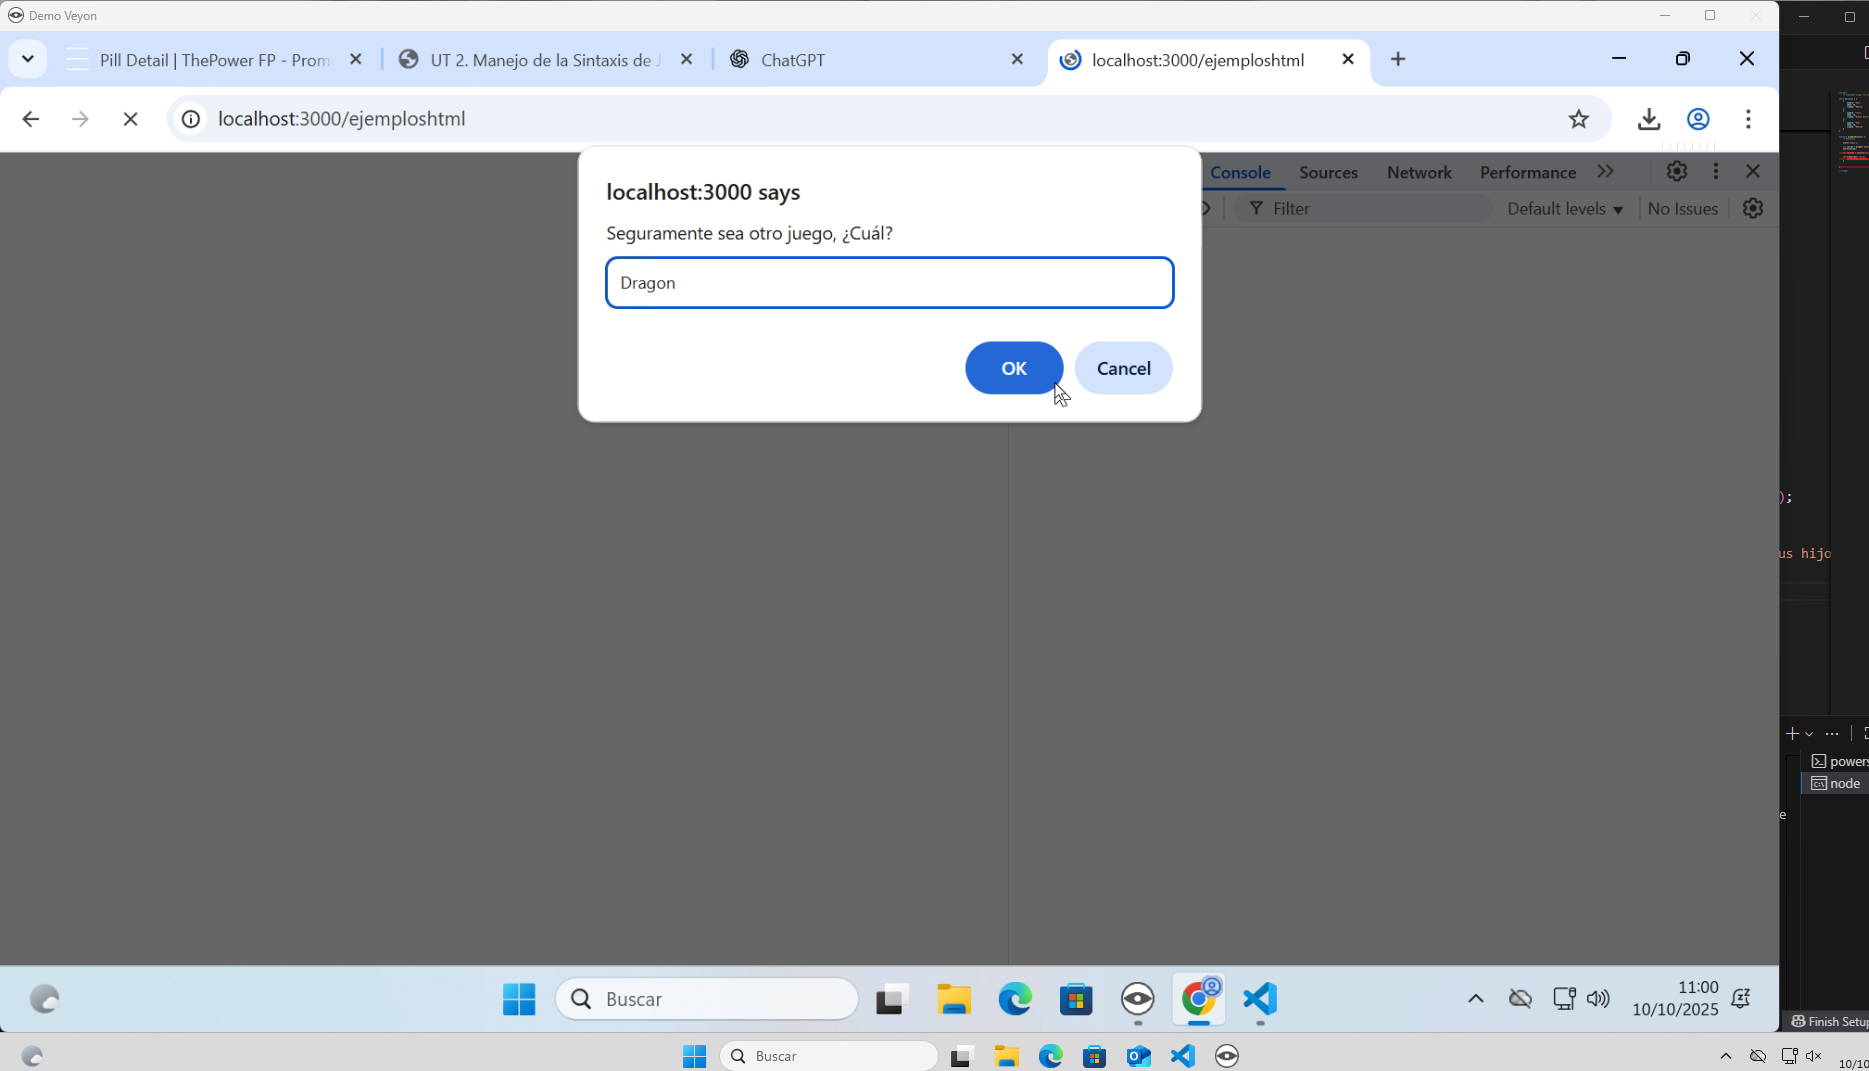 Demo Veyon
Pill Detail | ThePower FP - Prom
UT 2. Manejo de la Sintaxis de J
ChatGPT
localhost:3000/ejemploshtml
localhost:3000/ejemploshtml
localhost:3000 says
Seguramente sea otro juego, ¿Cuál?
Dragon
OK
Cancel
Console
Sources
Network
Performance
Filter
Default levels
No Issues
);
us hijo
powers
node
e
Finish Setup
Buscar
11:00
10/10/2025
Buscar
10/10